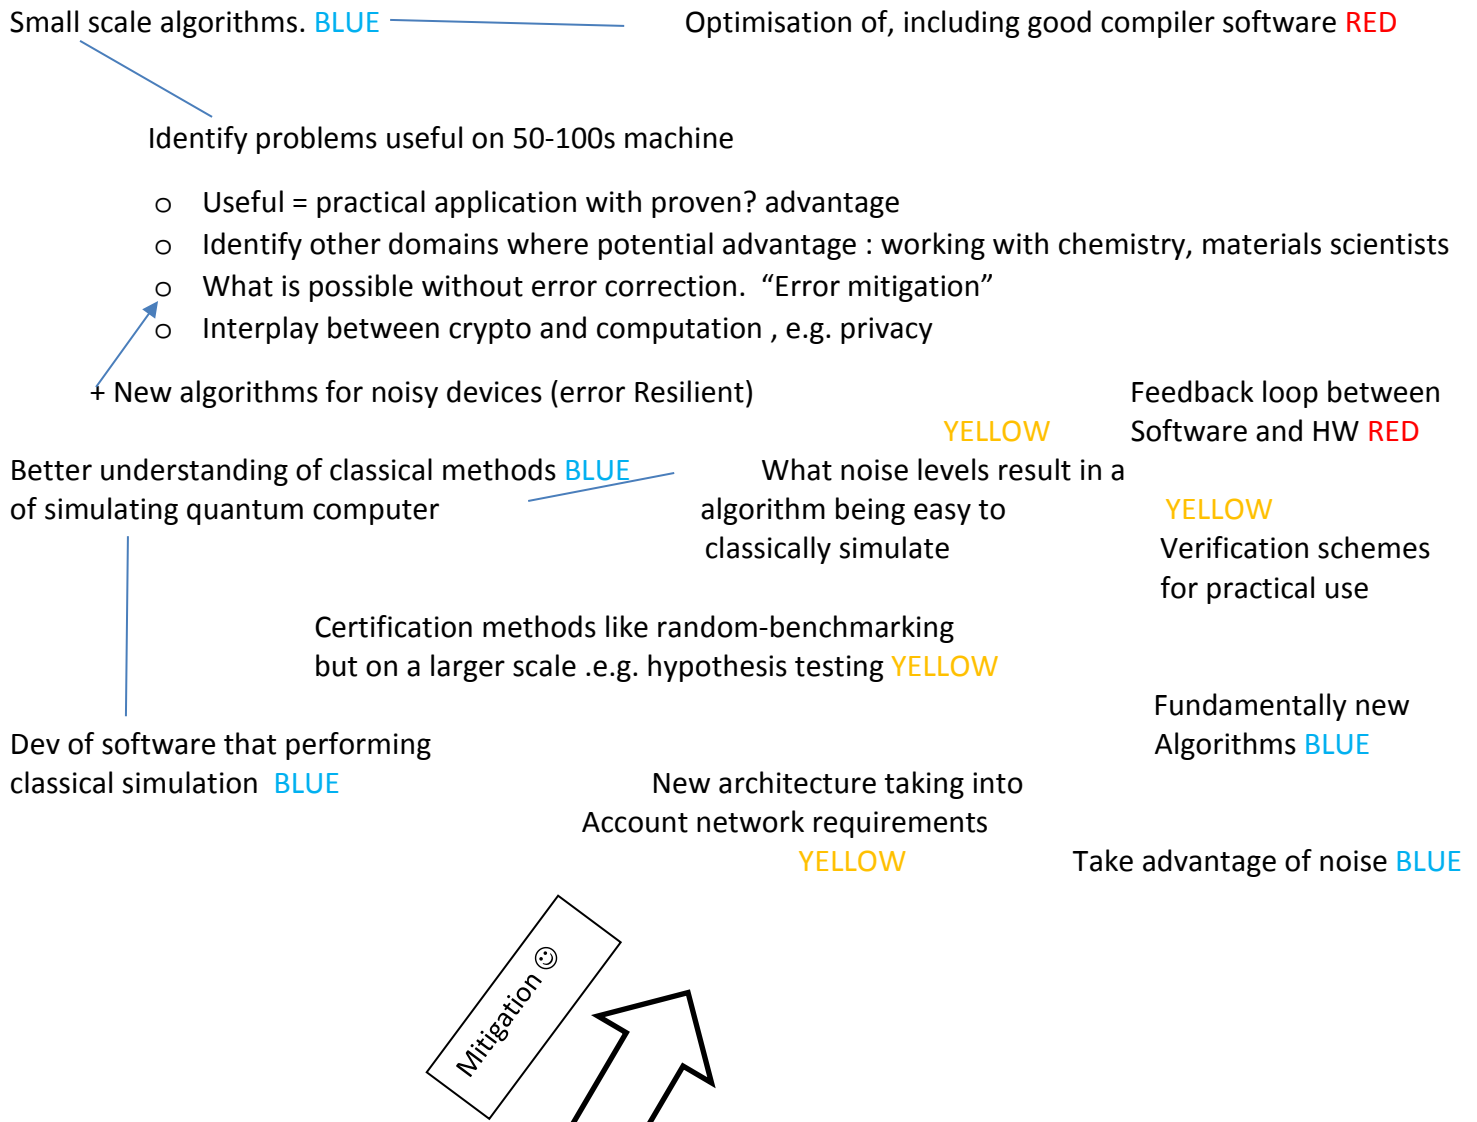 Small scale algorithms. BLUE
Optimisation of, including good compiler software RED
Identify problems useful on 50-100s machine
o Useful = practical application with proven? advantage
o Identify other domains where potential advantage : working with chemistry, materials scientists
o What is possible without error correction. “Error mitigation”
o Interplay between crypto and computation , e.g. privacy
+ New algorithms for noisy devices (error Resilient)
Feedback loop between
Software and HW RED
Better understanding of classical methods BLUE
of simulating quantum computer
YELLOW
What noise levels result in a
algorithm being easy to
classically simulate
YELLOW
Verification schemes
for practical use
Certification methods like random-benchmarking
but on a larger scale .e.g. hypothesis testing YELLOW
Fundamentally new
Algorithms BLUE
Dev of software that performing
classical simulation BLUE
New architecture taking into
Account network requirements
YELLOW
Take advantage of noise BLUE
Mitigation ☺